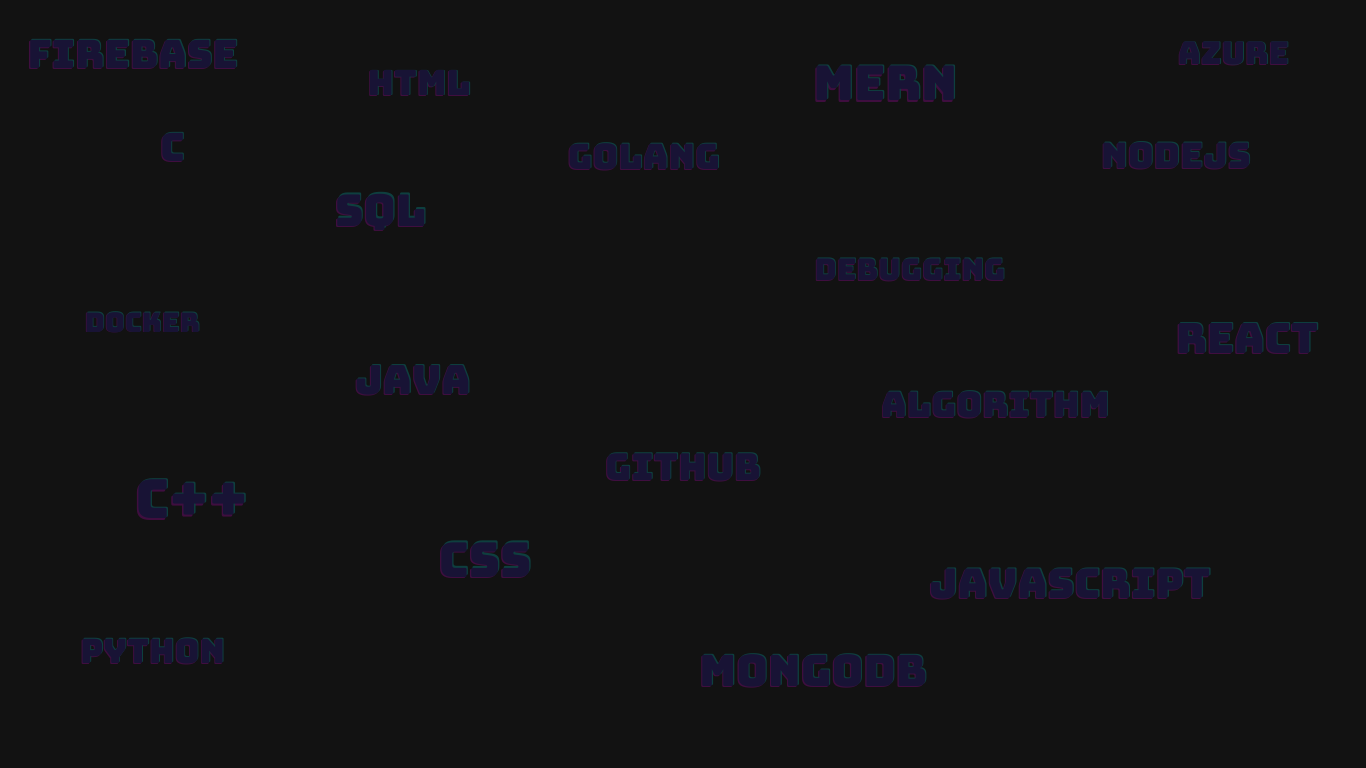 FIREBASE
HTML
MERN
AZURE
C
GOLANG
NODEJS
SQL
DEBUGGING
DOCKER
REACT
JAVA
ALGORITHM
GITHUB
C++
CSS
JAVASCRIPT
PYTHON
MONGODB